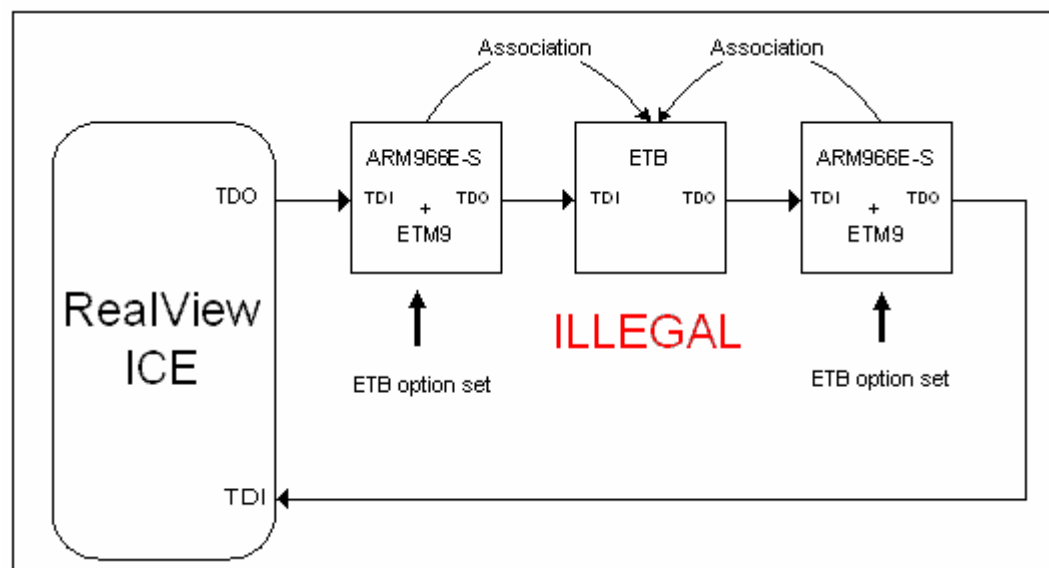 Association
Association
ARM966E-S
ETB
ARM966E-S
TDO
TDI
+
TDO
TDI
TDO
TDI
+
TDO
ETM9
ETM9
RealView
ICE
ILLEGAL
ETB option set
ETB option set
TDI